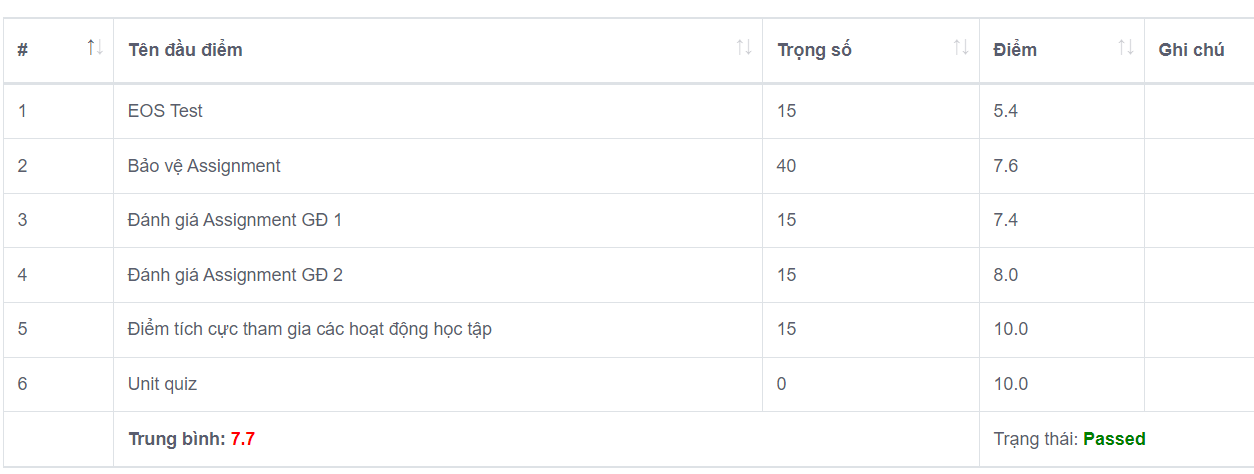 # Tên đầu điểm Trọng số Điểm Ghi chú
1 EOS Test 15 5.4
2 Bảo vệ Assignment 40 7.6
3 Đánh giá Assignment GĐ 1 15 7.4
4 Đánh giá Assignment GĐ 2 15 8.0
5 Điểm tích cực tham gia các hoạt động học tập 15 10.0
6 Unit quiz 0 10.0
Trung bình: 7.7 Trạng thái: Passed